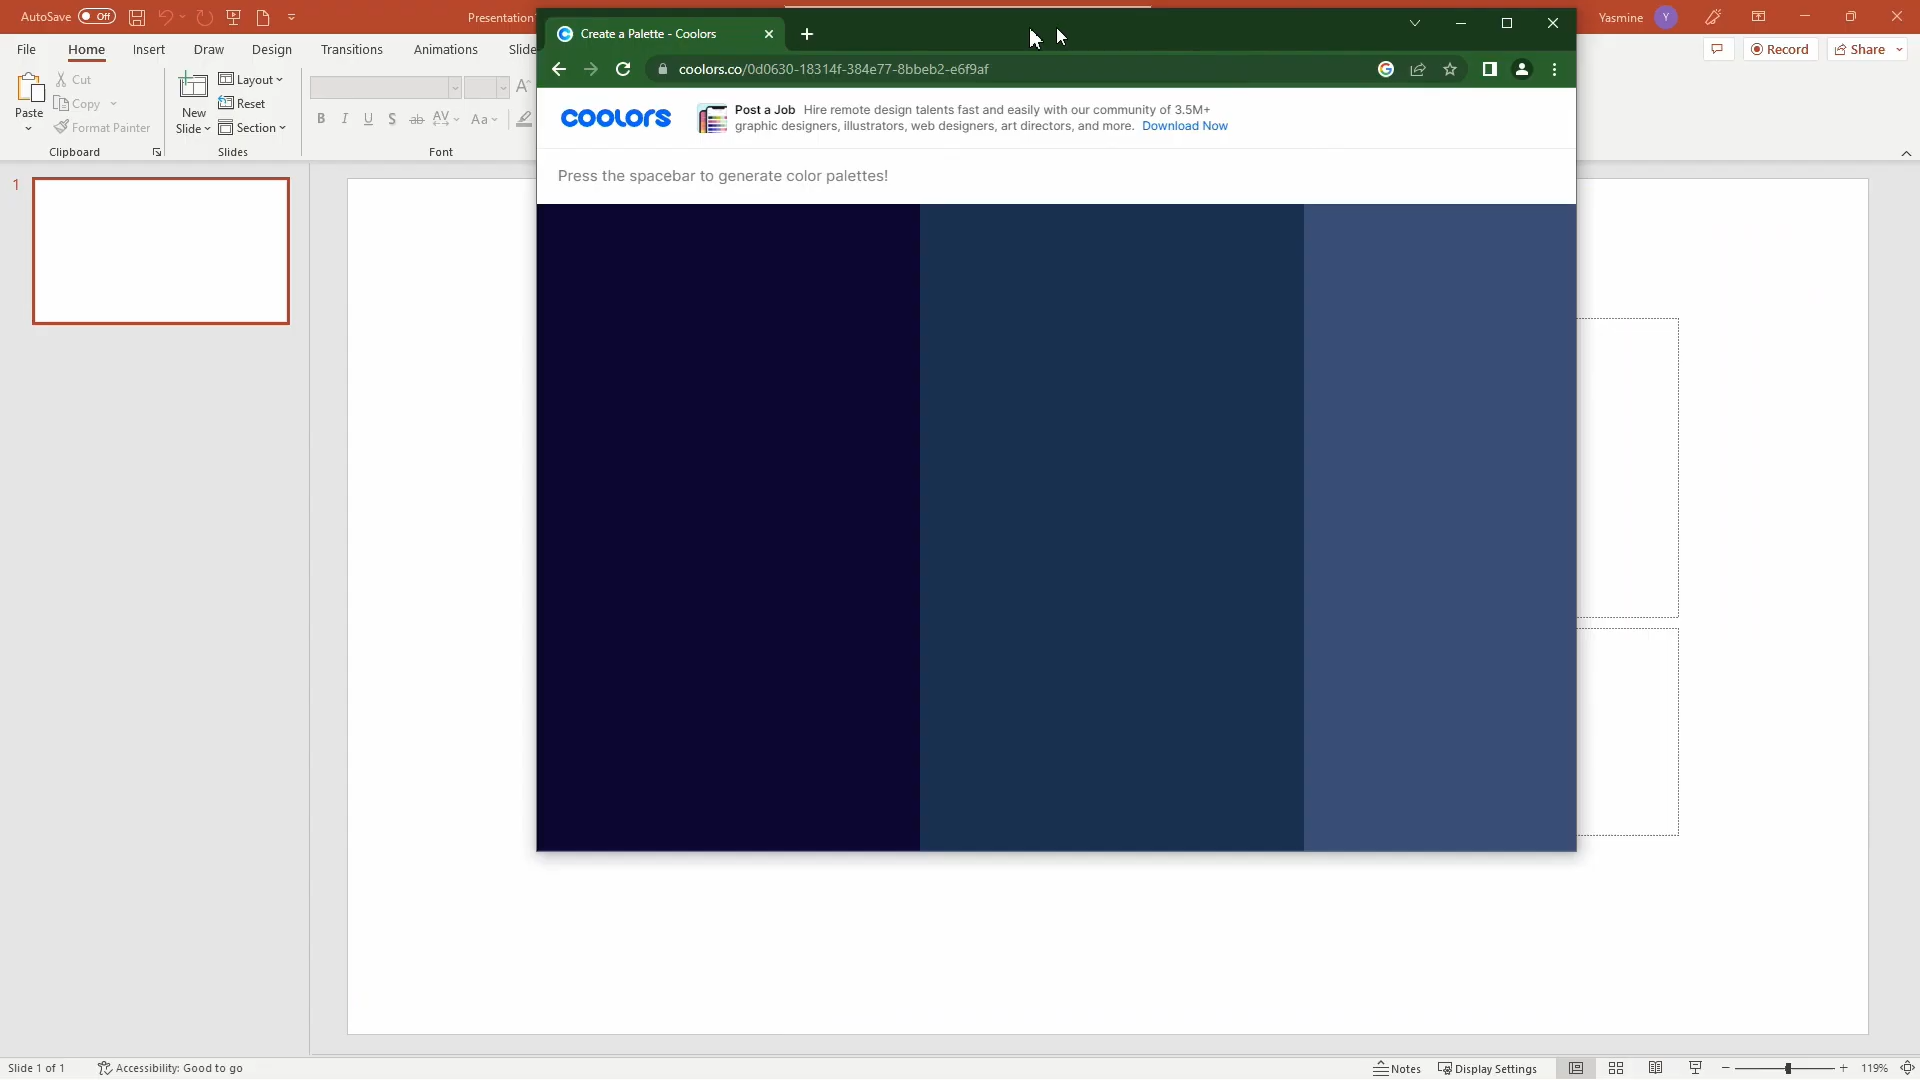 AutoSave Off
Presentation
Yasmine Y
File Home Insert Draw Design Transitions Animations Slide
Record Share
Paste
Cut
Copy
Format Painter
Clipboard
New
Slide
Layout
Reset
Section
Slides
B I U S ab AV Aa A
Font
Create a Palette - Coolors
coolors.co/0d0630-18314f-384e77-8bbeb2-e6f9af
coolors
Post a Job Hire remote design talents fast and easily with our community of 3.5M+
graphic designers, illustrators, web designers, art directors, and more. Download Now
Press the spacebar to generate color palettes!
1
Slide 1 of 1 Accessibility: Good to go
Notes Display Settings 119%